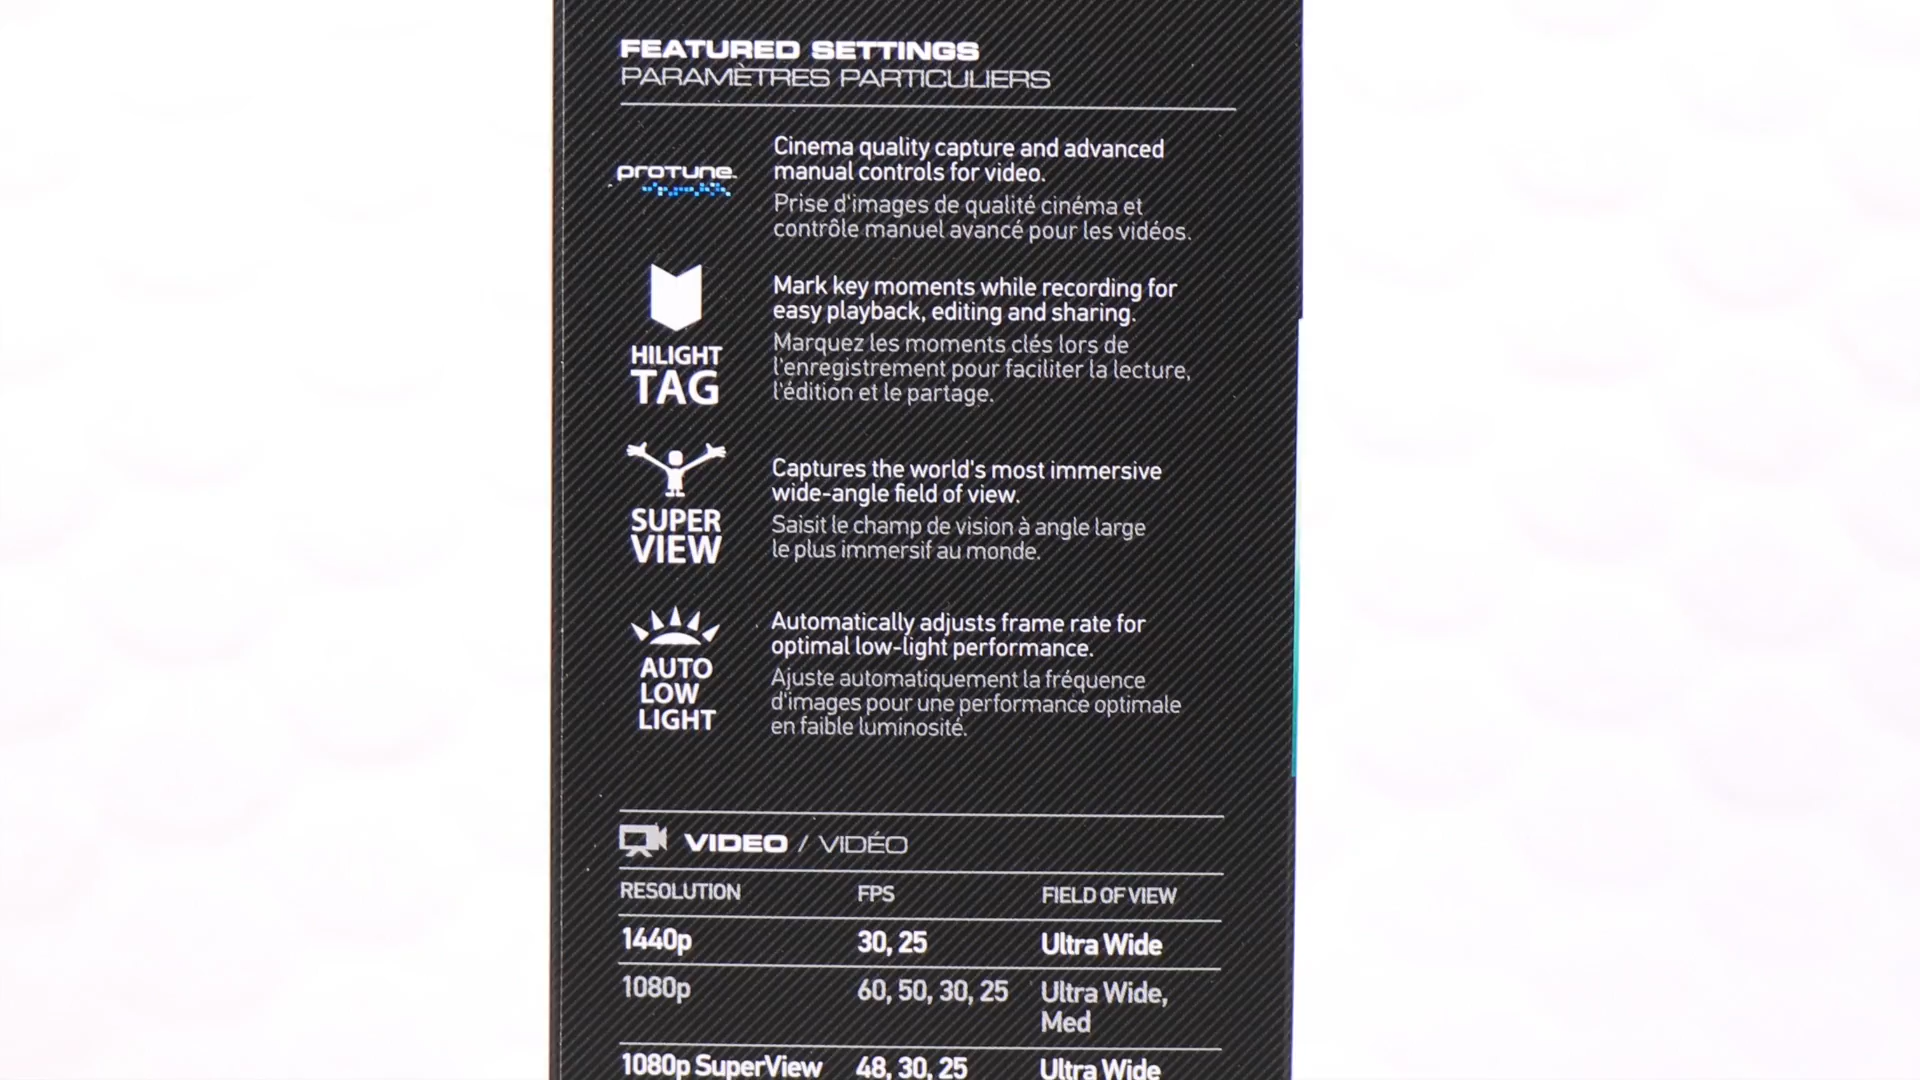 FEATURED SETTINGS
PARAMÈTRES PARTICULIERS
PROTUNE
Cinema quality capture and advanced
manual controls for video.
Prise d'images de qualité cinéma et
contrôle manuel avancé pour les vidéos.
HILIGHT
TAG
Mark key moments while recording for
easy playback, editing and sharing.
Marquez les moments clés lors de
l'enregistrement pour faciliter la lecture,
l'édition et le partage.
SUPER
VIEW
Captures the world's most immersive
wide-angle field of view.
Saisit le champ de vision à angle large
le plus immersif au monde.
AUTO
LOW
LIGHT
Automatically adjusts frame rate for
optimal low-light performance.
Ajuste automatiquement la fréquence
d'images pour une performance optimale
en faible luminosité.
VIDEO / VIDÉO
RESOLUTION FPS FIELD OF VIEW
1440p 30, 25 Ultra Wide
1080p 60, 50, 30, 25 Ultra Wide,
Med
1080p SuperView 48, 30, 25 Ultra Wide